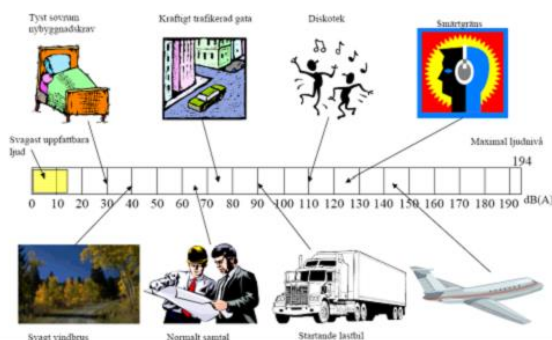 Tyst sovrum
nybyggnadskrav
Kraftigt trafikerad gata
Diskotek
Smärtgräns
Svagast uppfattbara
ljud
Maximal ljudnivå
194
0 10 20 30 40 50 60 70 80 90 100 110 120 130 140 150 160 170 180 190
dB(A)
Svagt vindbrus
Normalt samtal
Startande lastbil